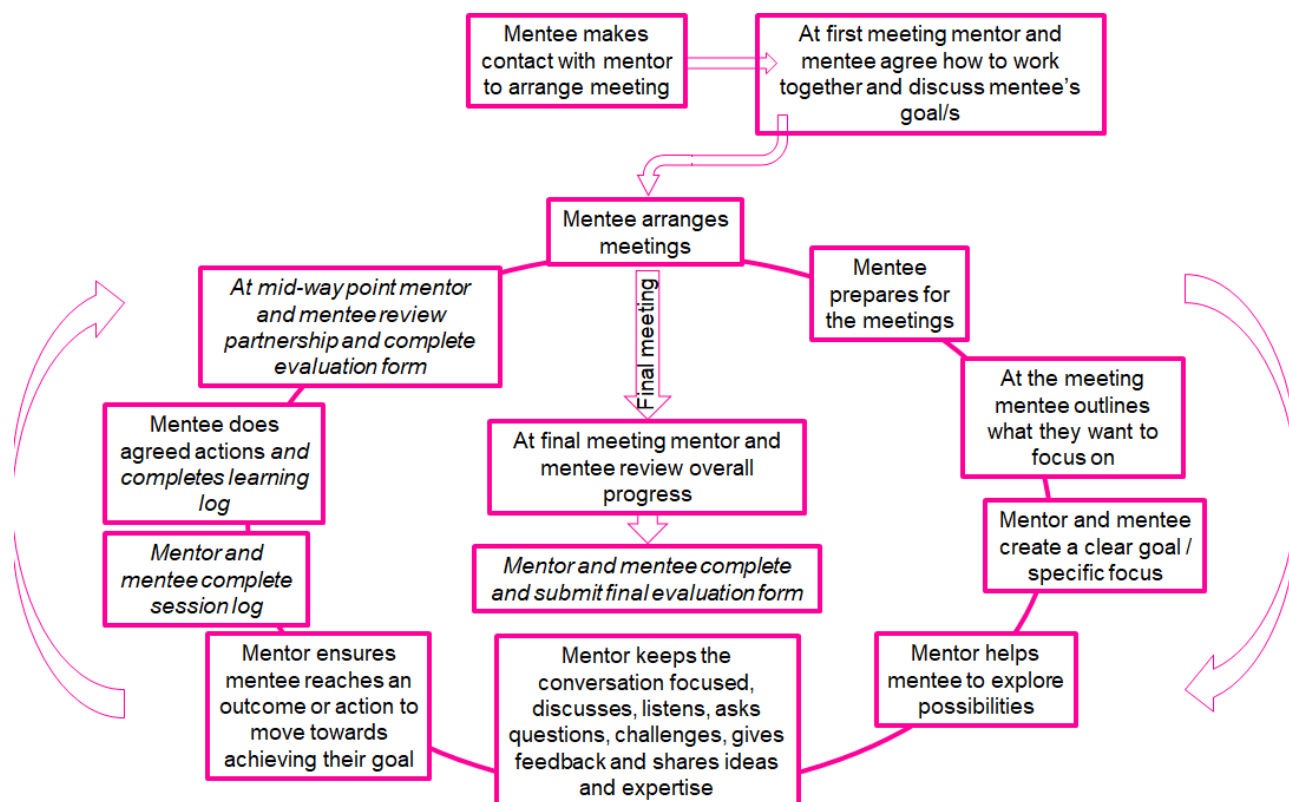 Mentee makes
contact with mentor
to arrange meeting
At first meeting mentor and
mentee agree how to work
together and discuss mentee’s
goal/s
Mentee arranges
meetings
Mentee
prepares for
the meetings
At the meeting
mentee outlines
what they want to
focus on
Mentor and mentee
create a clear goal /
specific focus
Mentor helps
mentee to explore
possibilities
Mentor keeps the
conversation focused,
discusses, listens, asks
questions, challenges, gives
feedback and shares ideas
and expertise
Mentor ensures
mentee reaches an
outcome or action to
move towards
achieving their goal
Mentor and
mentee complete
session log
Mentee does
agreed actions and
completes learning
log
At mid-way point mentor
and mentee review
partnership and complete
evaluation form
Final meeting
At final meeting mentor and
mentee review overall
progress
Mentor and mentee complete
and submit final evaluation form